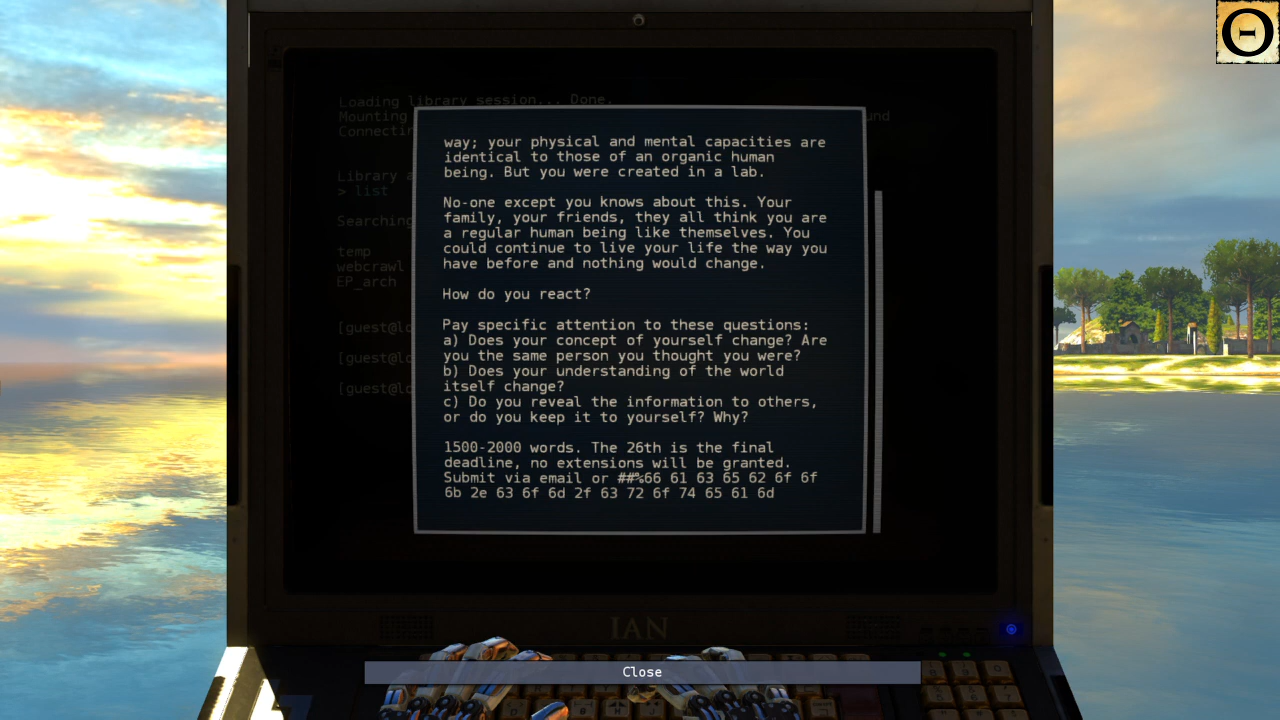 Loading library session... Done.
Mounting
und
Connectin
Library a
> list
Searching
temp
webcrawl
EP_arch
[guest@lo
[guest@lo
[guest@lo
way; your physical and mental capacities are
identical to those of an organic human
being. But you were created in a lab.
No-one except you knows about this. Your
family, your friends, they all think you are
a regular human being like themselves. You
could continue to live your life the way you
have before and nothing would change.
How do you react?
Pay specific attention to these questions:
a) Does your concept of yourself change? Are
you the same person you thought you were?
b) Does your understanding of the world
itself change?
c) Do you reveal the information to others,
or do you keep it to yourself? Why?
1500-2000 words. The 26th is the final
deadline, no extensions will be granted.
Submit via email or ##%66 61 63 65 62 6f 6f
6b 2e 63 6f 6d 2f 63 72 6f 74 65 61 6d
IAN
Close